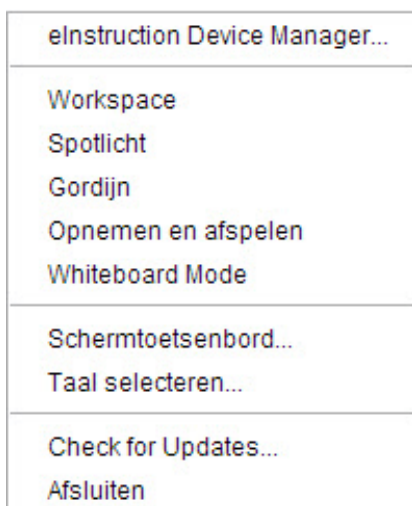 eInstruction Device Manager...
Workspace
Spotlicht
Gordijn
Opnemen en afspelen
Whiteboard Mode
Schermtoetsenbord...
Taal selecteren...
Check for Updates...
Afsluiten